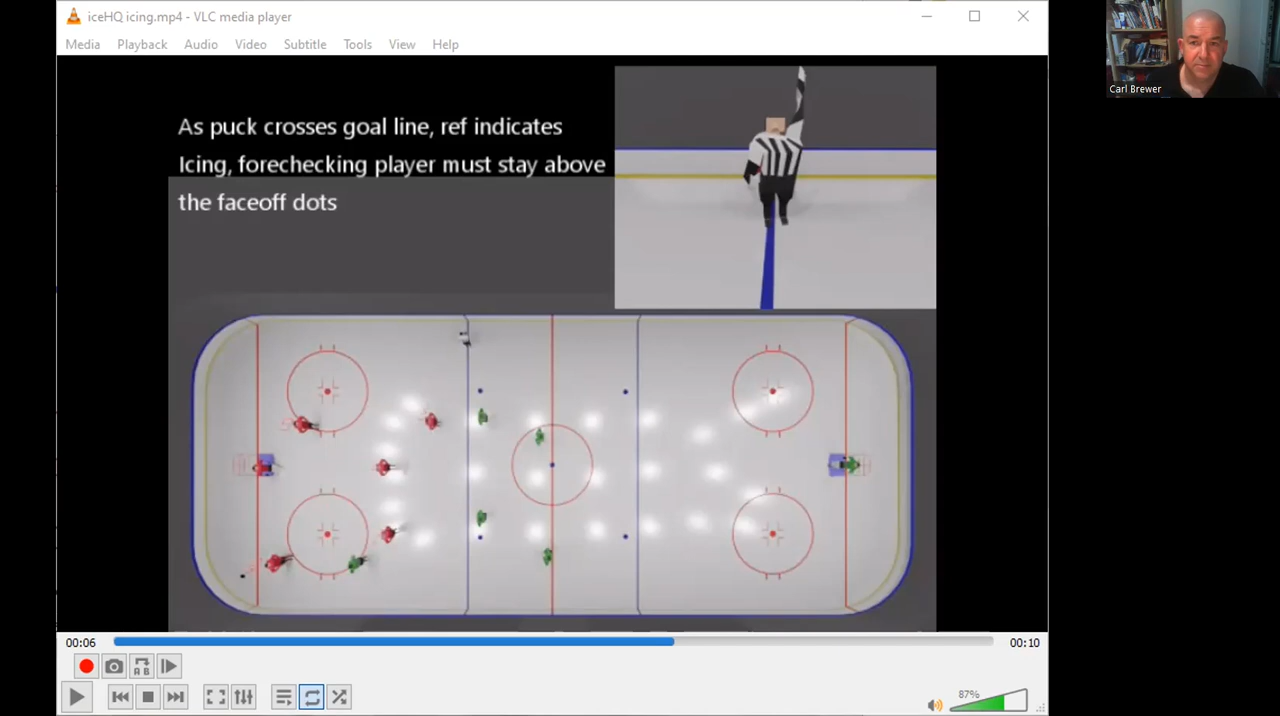 iceHQ icing.mp4 - VLC media player
Media Playback Audio Video Subtitle Tools View Help
Carl Brewer
As puck crosses goal line, ref indicates
Icing, forechecking player must stay above
the faceoff dots
00:06
00:10
A B
87%